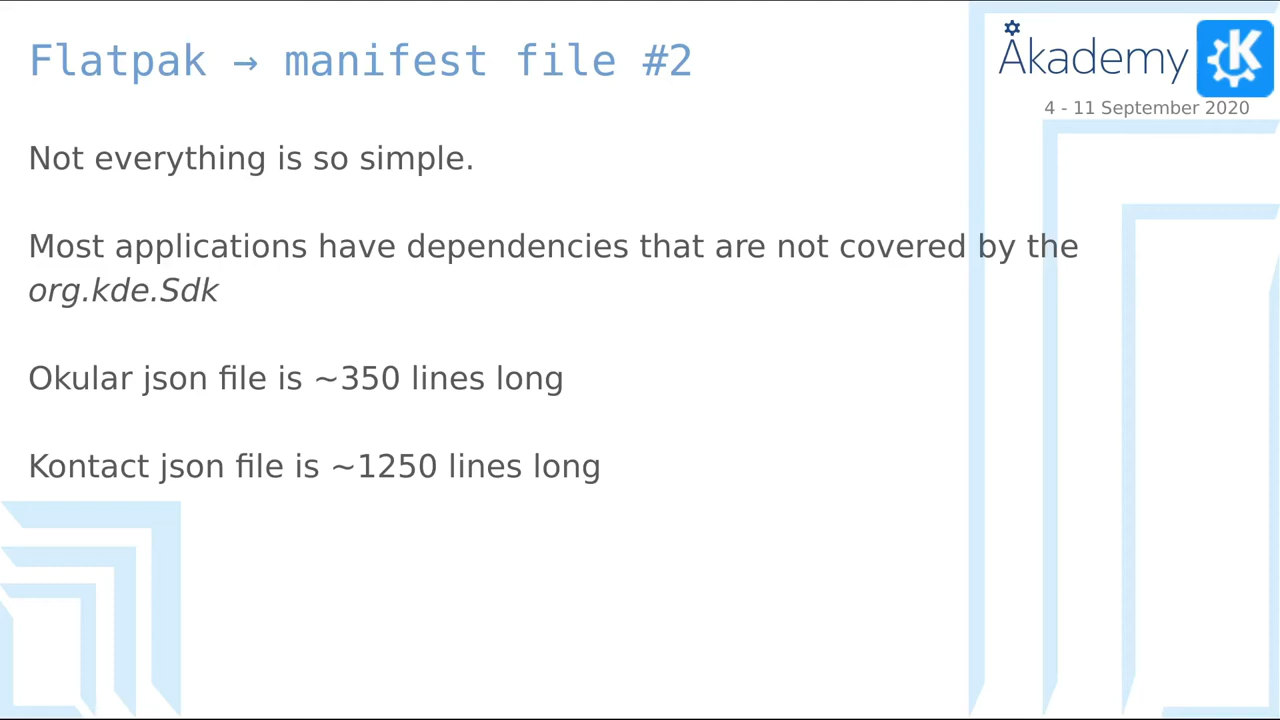 Flatpak → manifest file #2
Akademy
4 - 11 September 2020
Not everything is so simple.
Most applications have dependencies that are not covered by the
org.kde.Sdk
Okular json file is ~350 lines long
Kontact json file is ~1250 lines long